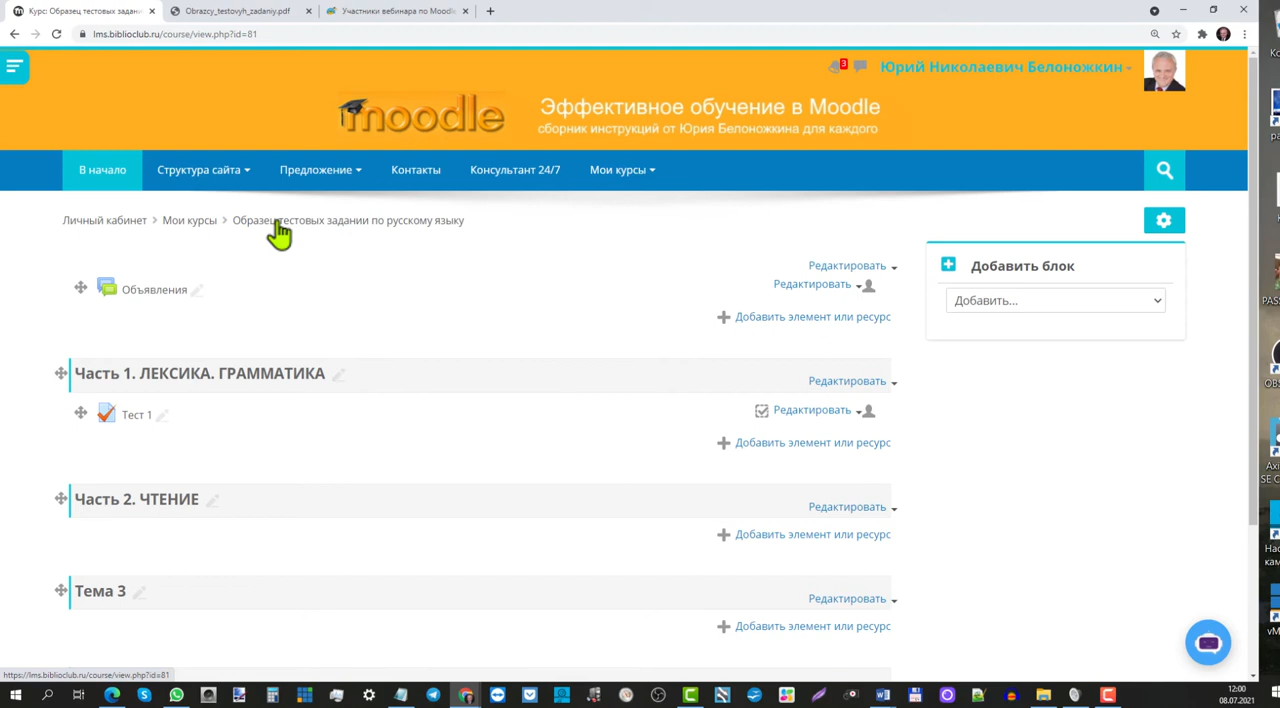 Курс: Образец тестовых задани
Obrazcy_testovyh_zadaniy.pdf
Участники вебинара по Moodl
lms.biblioclub.ru/course/view.php?id=81
3
Юрий Николаевич Белоножкин
moodle
Эффективное обучение в Moodle
сборник инструкций от Юрия Белоножкина для каждого
В начало
Структура сайта
Предложение
Контакты
Консультант 24/7
Мои курсы
Личный кабинет
Мои курсы
Образец тестовых задании по русскому языку
Редактировать
Объявления
Редактировать
Добавить элемент или ресурс
Добавить блок
Добавить...
Часть 1. ЛЕКСИКА. ГРАММАТИКА
Редактировать
Тест 1
Редактировать
Добавить элемент или ресурс
Часть 2. ЧТЕНИЕ
Редактировать
Добавить элемент или ресурс
Тема 3
Редактировать
Добавить элемент или ресурс
https://lms.biblioclub.ru/course/view.php?id=81
12:00
08.07.2021